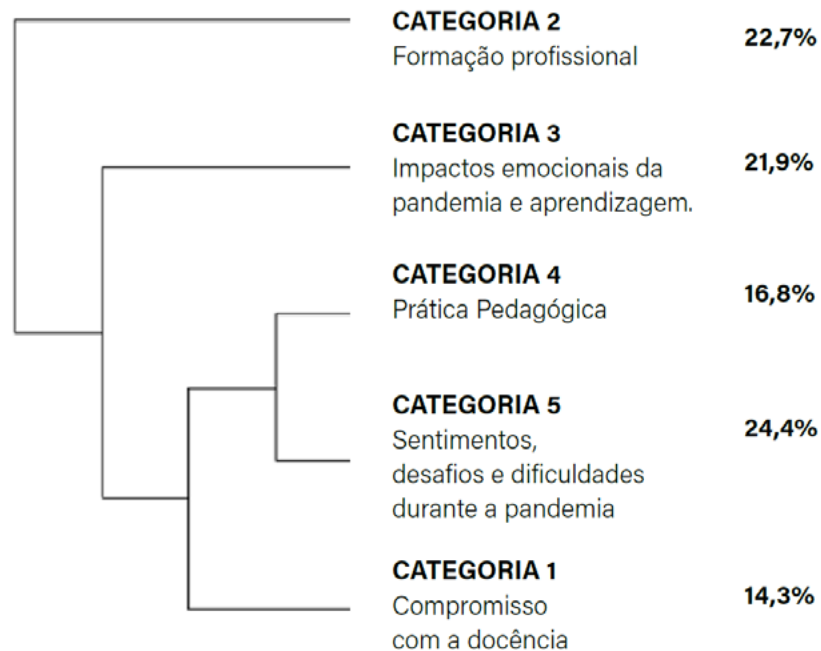 CATEGORIA 2
Formação profissional
22,7%
CATEGORIA 3
Impactos emocionais da
pandemia e aprendizagem.
21,9%
CATEGORIA 4
Prática Pedagógica
16,8%
CATEGORIA 5
Sentimentos,
desafios e dificuldades
durante a pandemia
24,4%
CATEGORIA 1
Compromisso
com a docência
14,3%